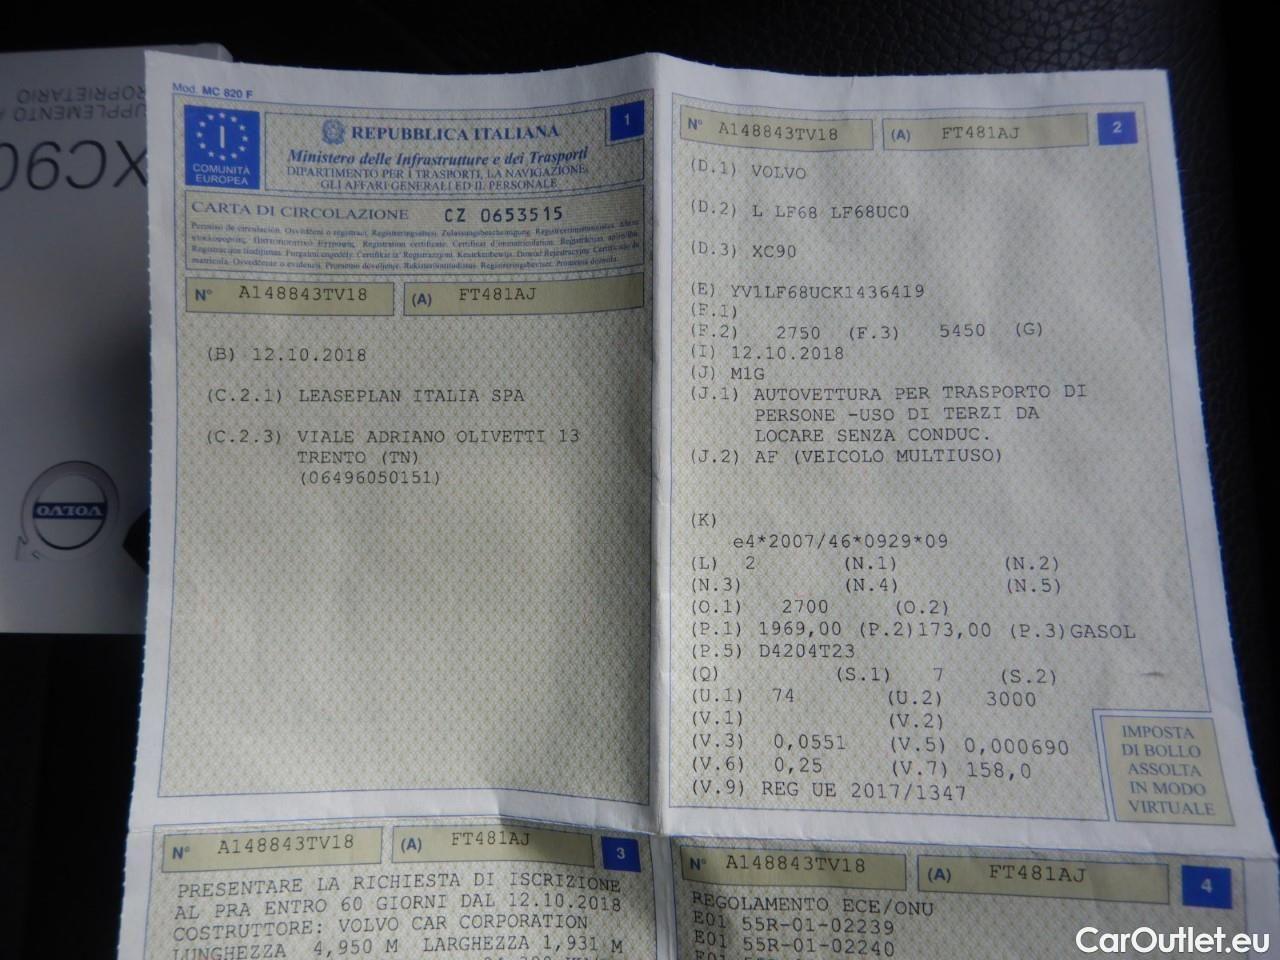 SUPPLEMENTO A
PROPRIETARIO
XC90
VOLVO
Mod. MC 820 F
I
COMUNITÀ
EUROPEA
REPUBBLICA ITALIANA
1
Ministero delle Infrastrutture e dei Trasporti
DIPARTIMENTO PER I TRASPORTI, LA NAVIGAZIONE,
GLI AFFARI GENERALI ED IL PERSONALE
CARTA DI CIRCOLAZIONE CZ 0653515
N° A148843TV18 (A) FT481AJ
(B) 12.10.2018
(C.2.1) LEASEPLAN ITALIA SPA
(C.2.3) VIALE ADRIANO OLIVETTI 13
TRENTO (TN)
(06496050151)
N° A148843TV18 (A) FT481AJ 2
(D.1) VOLVO
(D.2) L LF68 LF68UC0
(D.3) XC90
(E) YV1LF68UCK1436419
(F.1)
(F.2) 2750 (F.3) 5450 (G)
(I) 12.10.2018
(J) M1G
(J.1) AUTOVETTURA PER TRASPORTO DI
PERSONE -USO DI TERZI DA
LOCARE SENZA CONDUC.
(J.2) AF (VEICOLO MULTIUSO)
(K)
e4*2007/46*0929*09
(L) 2 (N.1) (N.2)
(N.3) (N.4) (N.5)
(O.1) 2700 (O.2)
(P.1) 1969,00 (P.2)173,00 (P.3)GASOL
(P.5) D4204T23
(Q) (S.1) 7 (S.2)
(U.1) 74 (U.2) 3000
(V.1) (V.2)
(V.3) 0,0551 (V.5) 0,000690
(V.6) 0,25 (V.7) 158,0
(V.9) REG UE 2017/1347
IMPOSTA
DI BOLLO
ASSOLTA
IN MODO
VIRTUALE
N° A148843TV18 (A) FT481AJ 3
PRESENTARE LA RICHIESTA DI ISCRIZIONE
AL PRA ENTRO 60 GIORNI DAL 12.10.2018
COSTRUTTORE: VOLVO CAR CORPORATION
LUNGHEZZA 4,950 M LARGHEZZA 1,931 M
N° A148843TV18 (A) FT481AJ 4
REGOLAMENTO ECE/ONU
E01 55R-01-02239
E01 55R-01-02240
CarOutlet.eu